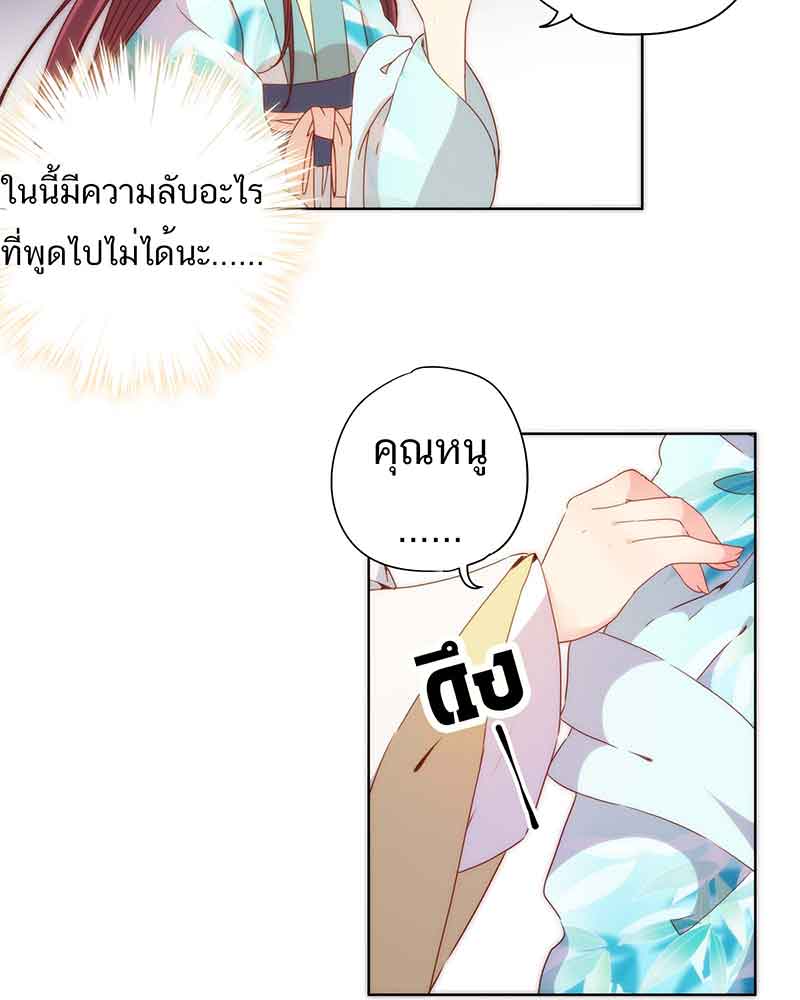 ในนี้มีความลับอะไร
ที่พูดไปไม่ได้นะ......
คุณหนู
......
ดึง